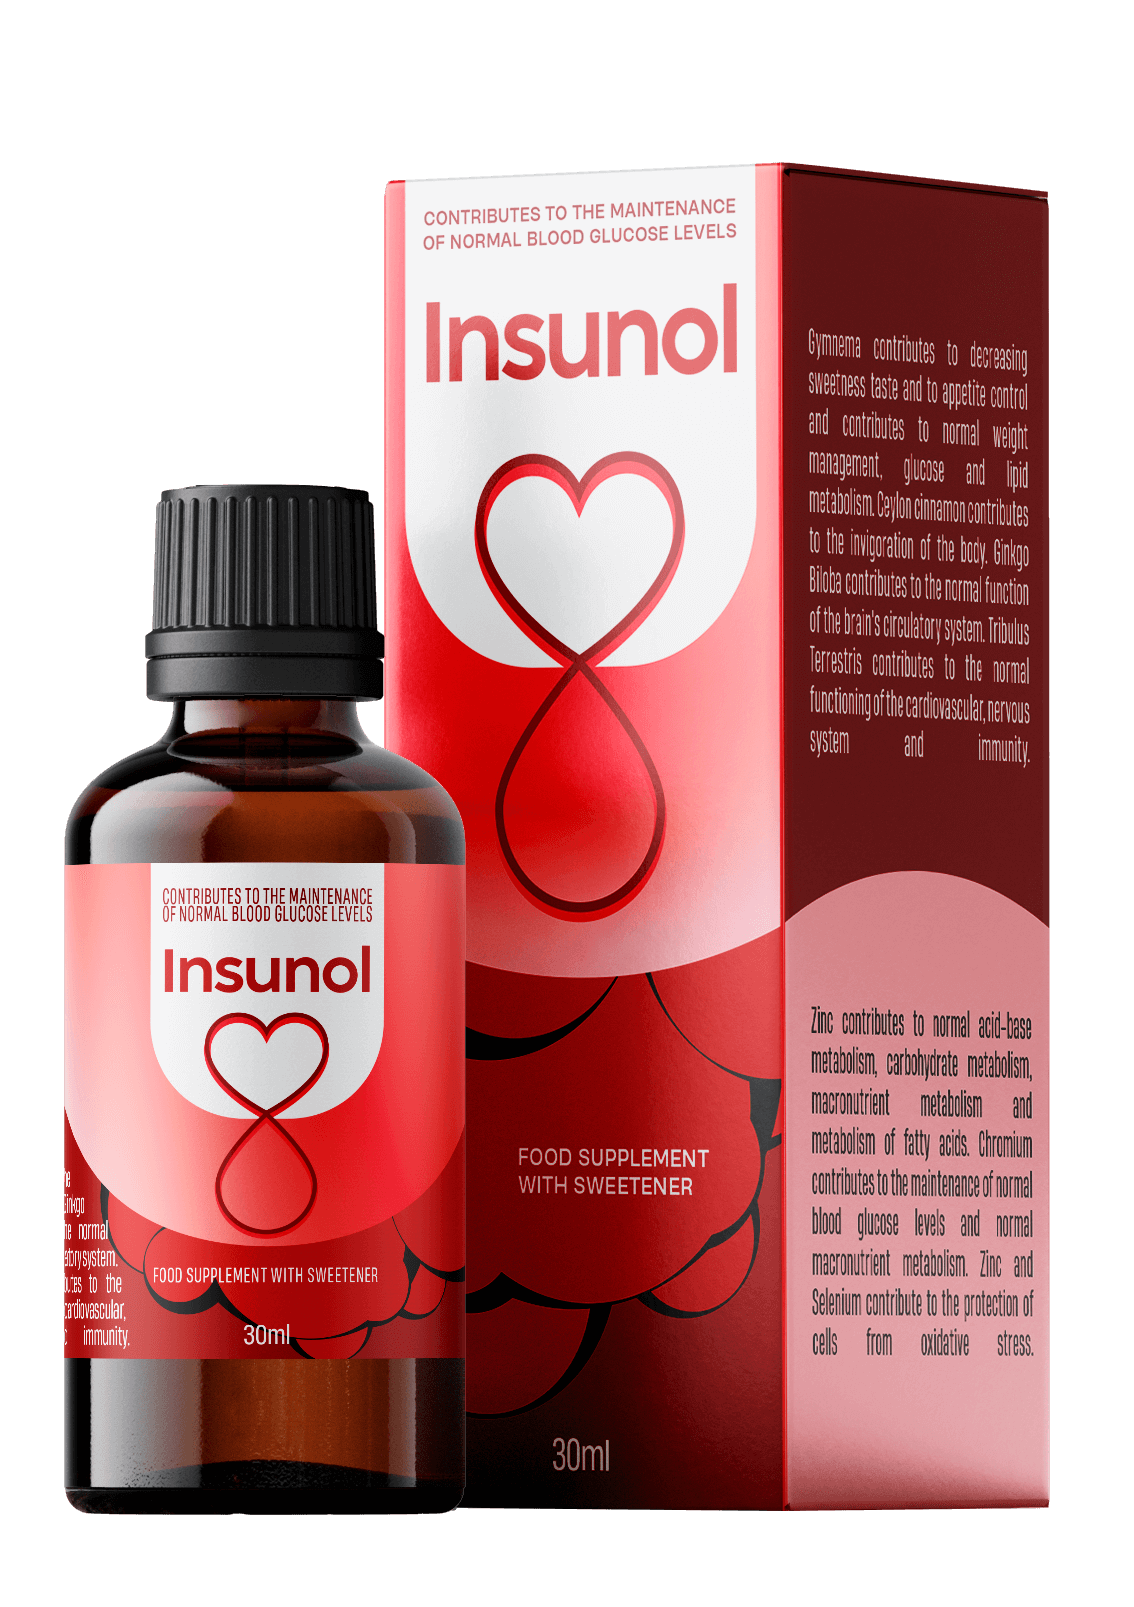 CONTRIBUTES TO THE MAINTENANCE
OF NORMAL BLOOD GLUCOSE LEVELS
Insunol
FOOD SUPPLEMENT
WITH SWEETENER
30ml
Gymnema contributes to decreasing
sweetness taste and to appetite control
and contributes to normal weight
management, glucose and lipid
metabolism. Ceylon cinnamon contributes
to the invigoration of the body. Ginkgo
Biloba contributes to the normal function
of the brain's circulatory system. Tribulus
Terrestris contributes to the normal
functioning of the cardiovascular, nervous
system and immunity.
Zinc contributes to normal acid-base
metabolism, carbohydrate metabolism,
macronutrient metabolism and
metabolism of fatty acids. Chromium
contributes to the maintenance of normal
blood glucose levels and normal
macronutrient metabolism. Zinc and
Selenium contribute to the protection of
cells from oxidative stress.
CONTRIBUTES TO THE MAINTENANCE
OF NORMAL BLOOD GLUCOSE LEVELS
Insunol
FOOD SUPPLEMENT WITH SWEETENER
30ml
normal
system.
to the
cardiovascular,
immunity.